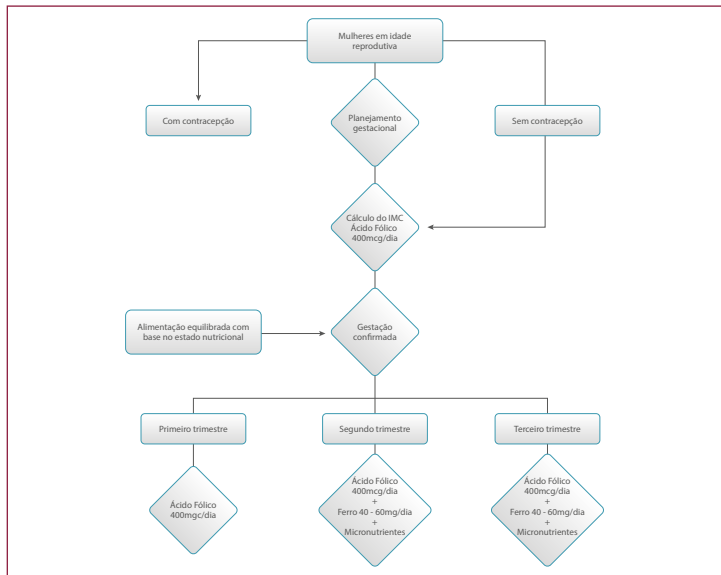 Mulheres em idade
reprodutiva
Com contracepção
Planejamento
gestacional
Sem contracepção
Cálculo do IMC
Ácido Fólico
400mcg/dia
Alimentação equilibrada com
base no estado nutricional
Gestação
confirmada
Primeiro trimestre
Segundo trimestre
Terceiro trimestre
Ácido Fólico
400mgc/dia
Ácido Fólico
400mcg/dia
+
Ferro 40 - 60mg/dia
+
Micronutrientes
Ácido Fólico
400mcg/dia
+
Ferro 40 - 60mg/dia
+
Micronutrientes